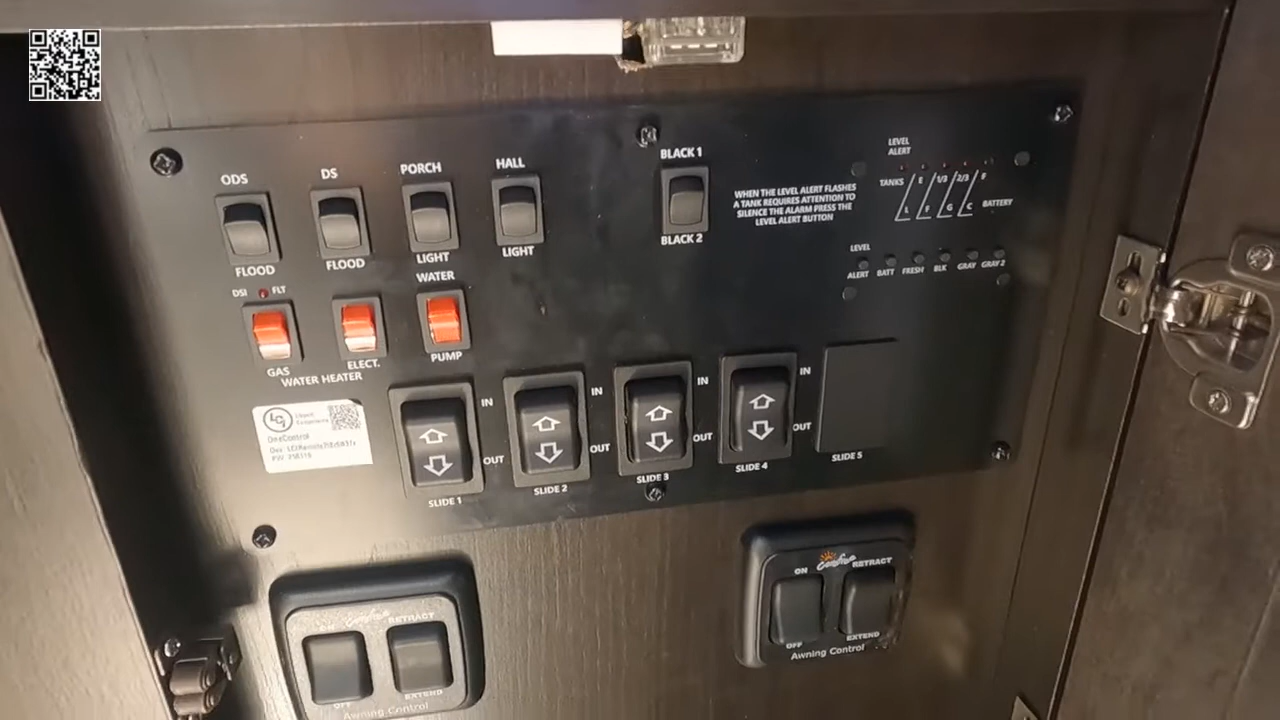 ODS
FLOOD
DS
FLOOD
PORCH
LIGHT
HALL
LIGHT
BLACK 1
BLACK 2
WHEN THE LEVEL ALERT FLASHES
A TANK REQUIRES ATTENTION TO
SILENCE THE ALARM PRESS THE
LEVEL ALERT BUTTON
LEVEL
ALERT
TANKS E 1/3 2/3 F
L F G C BATTERY
LEVEL
ALERT BATT FRESH BLK GRAY GRAY 2
DSI FLT
GAS
ELECT.
WATER HEATER
WATER
PUMP
LCI
OneControl
IN
OUT
SLIDE 1
IN
OUT
SLIDE 2
IN
OUT
SLIDE 3
IN
OUT
SLIDE 4
SLIDE 5
ON
RETRACT
OFF
EXTEND
Awning Control
ON
RETRACT
OFF
EXTEND
Awning Control